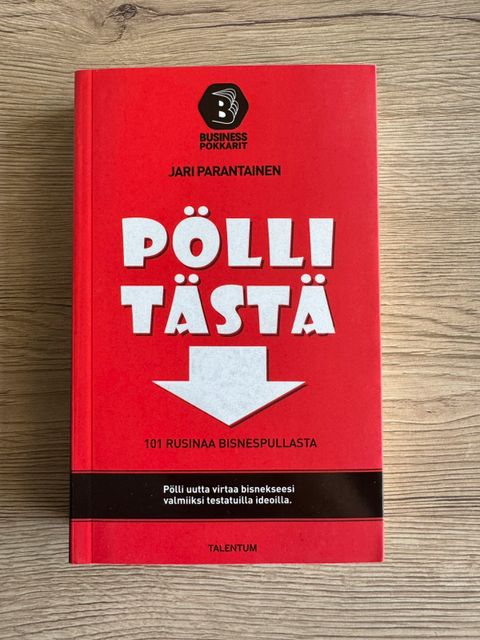 B
BUSINESS
POKKARIT
JARI PARANTAINEN
PÖLLI
TÄSTÄ
101 RUSINAA BISNESPULLASTA
Pölli uutta virtaa bisnekseesi
valmiiksi testatuilla ideoilla.
TALENTUM